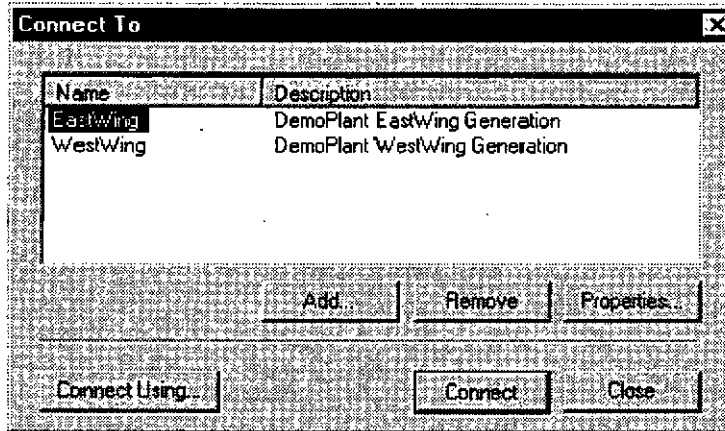 Connect To
Name Description
EastWing DemoPlant EastWing Generation
WestWing DemoPlant WestWing Generation
Add... Remove Properties...
Connect Using... Connect Close